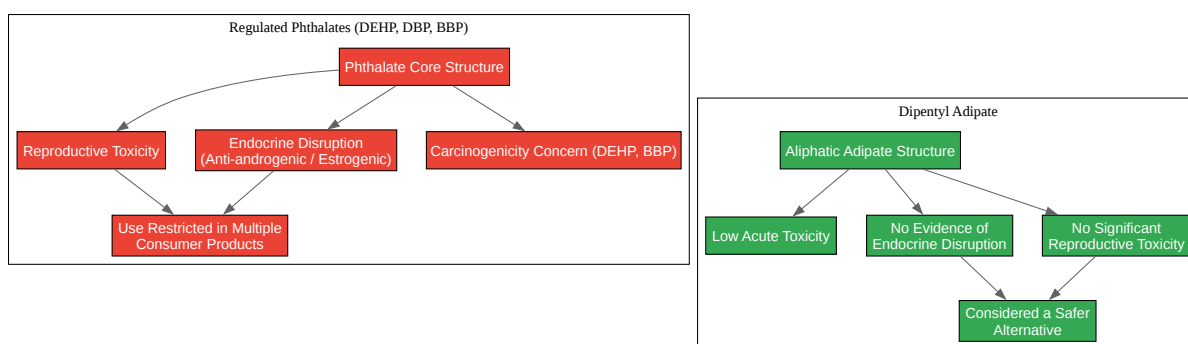 Regulated Phthalates (DEHP, DBP, BBP)
Phthalate Core Structure
Reproductive Toxicity
Endocrine Disruption
(Anti-androgenic / Estrogenic)
Carcinogenicity Concern (DEHP, BBP)
Use Restricted in Multiple
Consumer Products
Dipentyl Adipate
Aliphatic Adipate Structure
Low Acute Toxicity
No Evidence of
Endocrine Disruption
No Significant
Reproductive Toxicity
Considered a Safer
Alternative